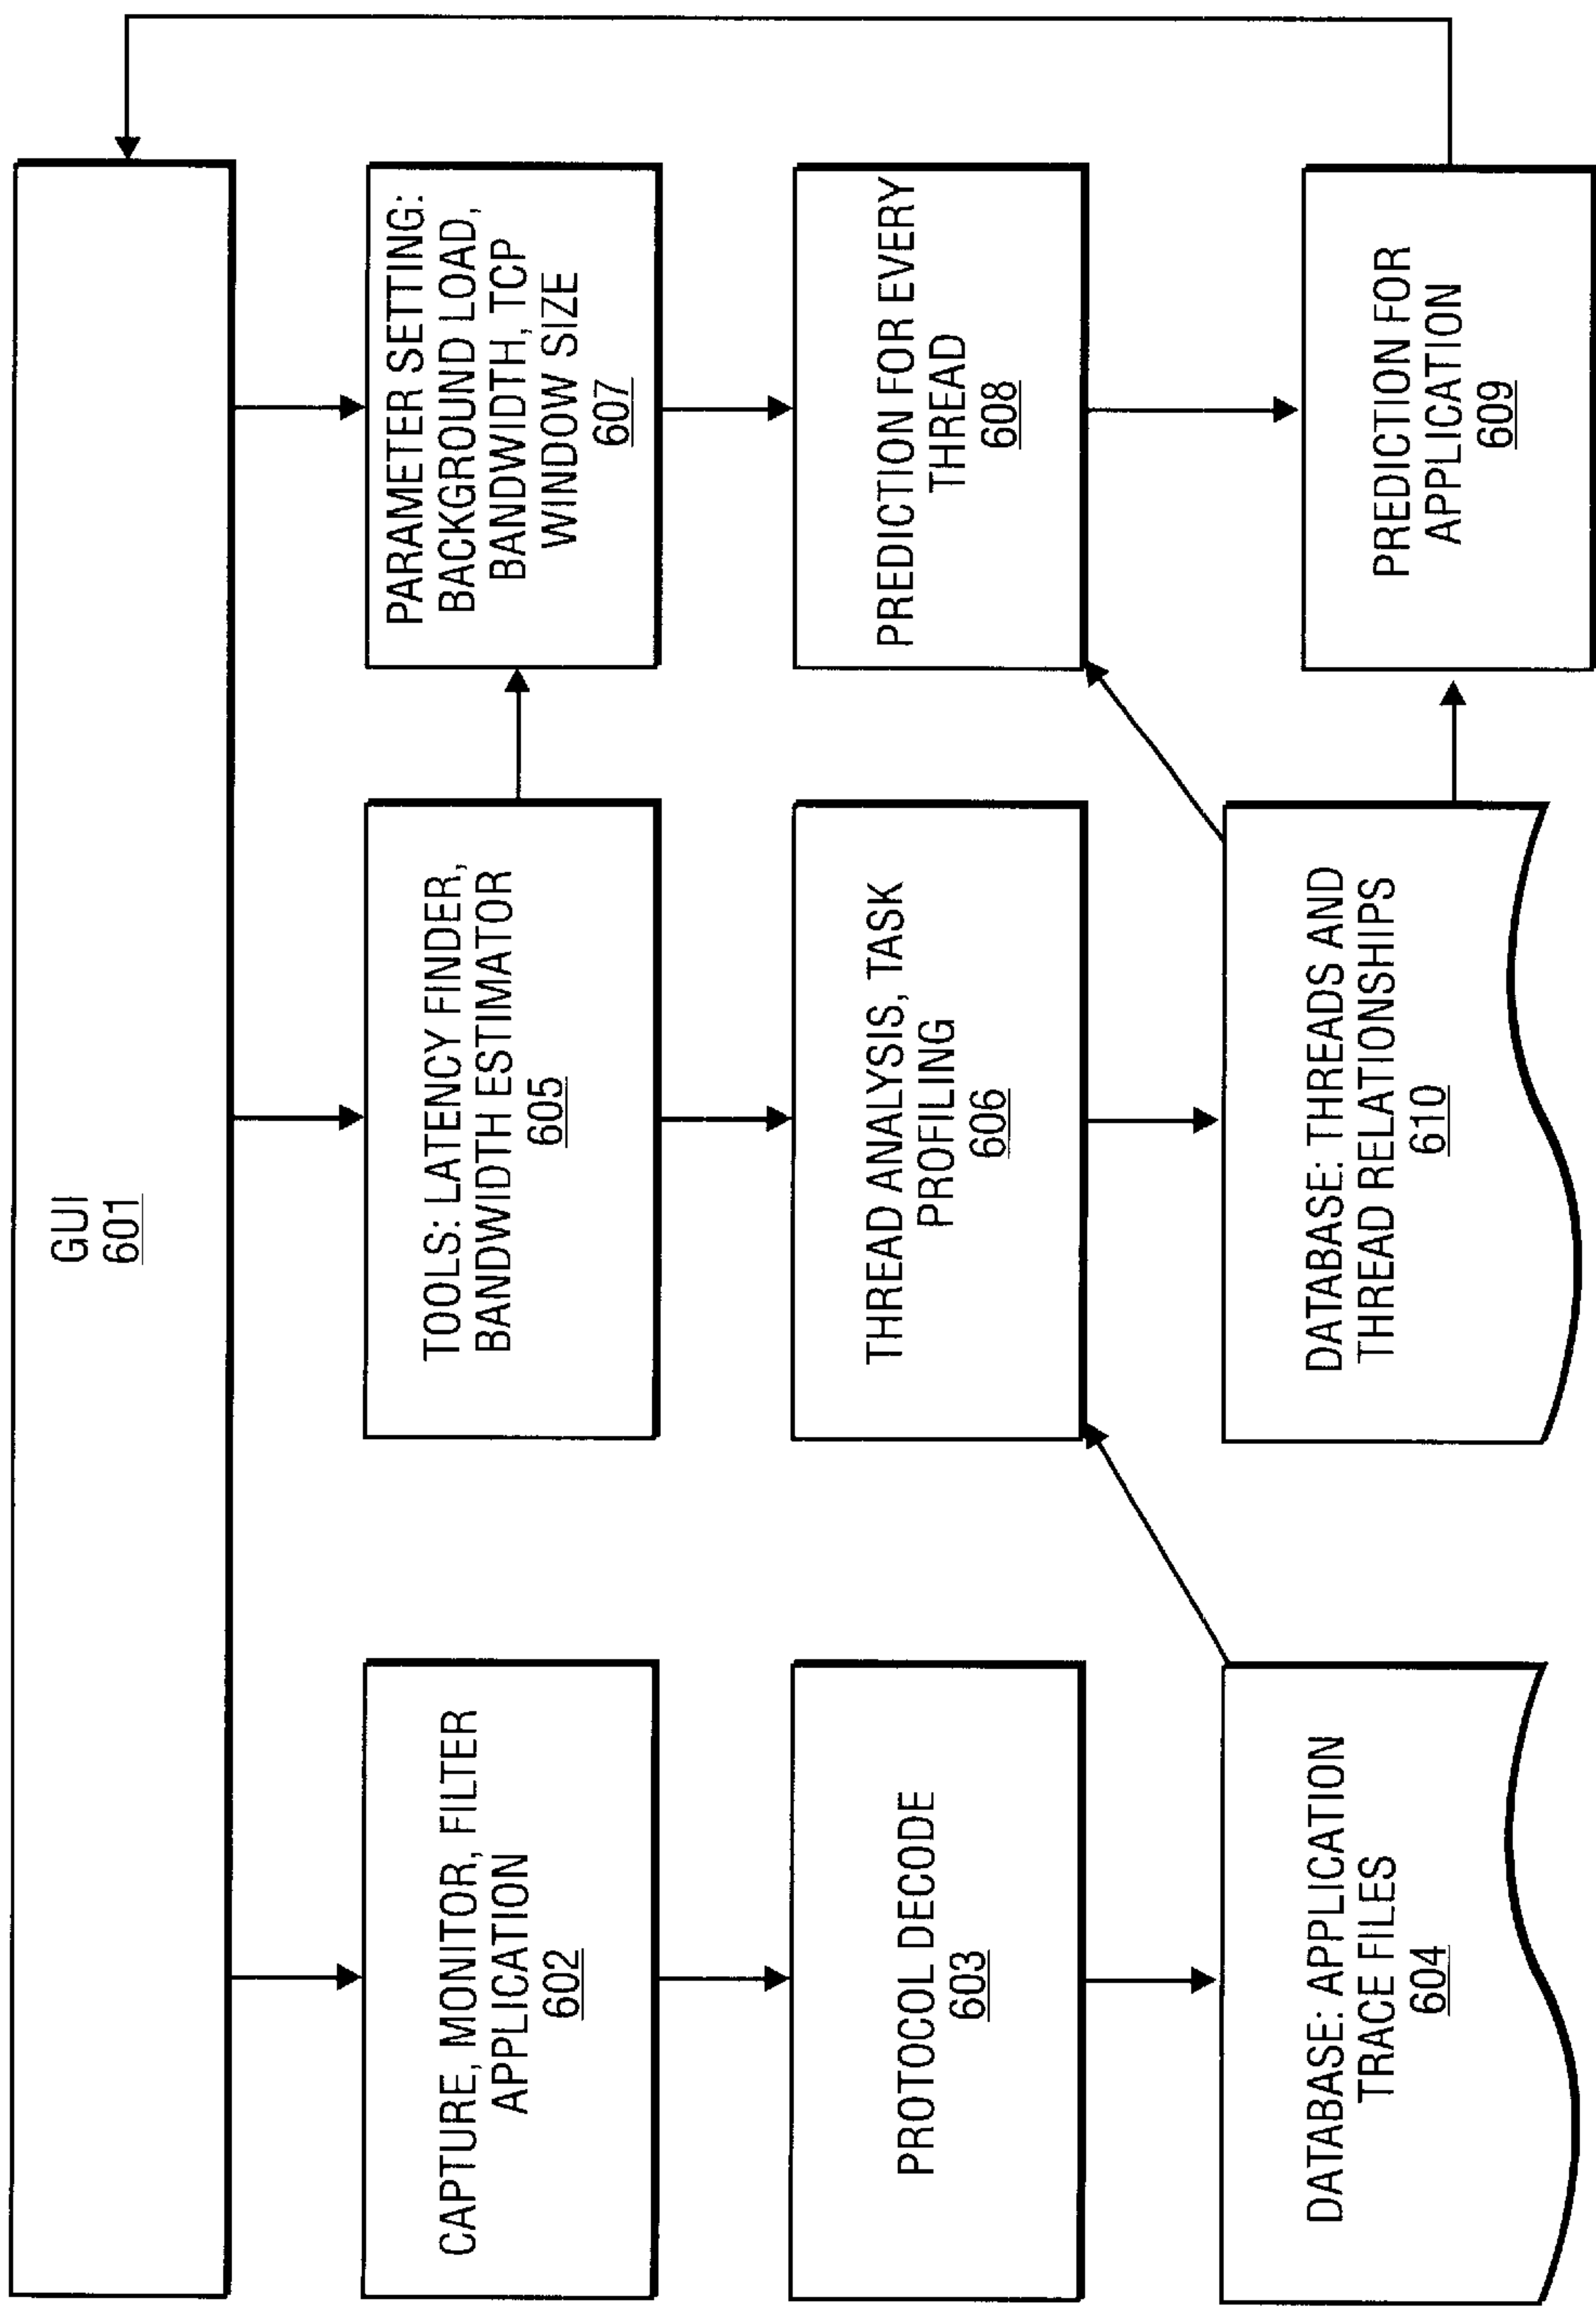 GUI
601
CAPTURE, MONITOR, FILTER
APPLICATION
602
PROTOCOL DECODE
603
DATABASE: APPLICATION
TRACE FILES
604
TOOLS: LATENCY FINDER,
BANDWIDTH ESTIMATOR
605
THREAD ANALYSIS, TASK
PROFILING
606
DATABASE: THREADS AND
THREAD RELATIONSHIPS
610
PARAMETER SETTING:
BACKGROUND LOAD,
BANDWIDTH, TCP
WINDOW SIZE
607
PREDICTION FOR EVERY
THREAD
608
PREDICTION FOR
APPLICATION
609